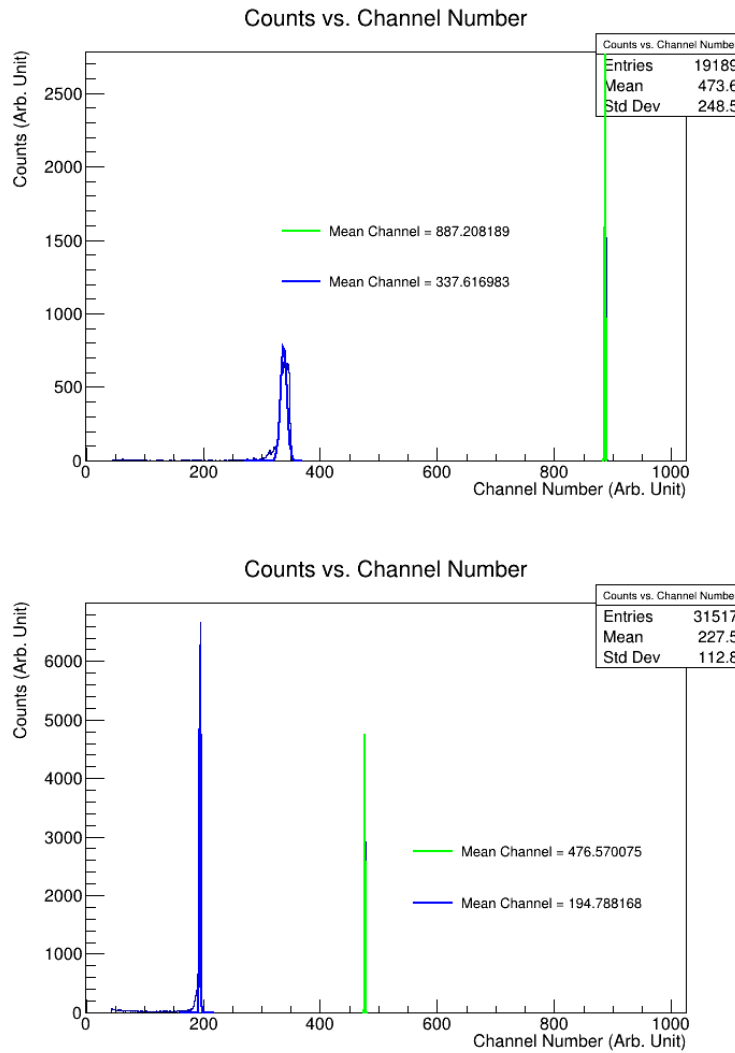 Counts vs. Channel Number
Counts (Arb. Unit)
Counts vs. Channel Numbe
Entries 19189
Mean 473.6
Std Dev 248.5
2500
2000
1500
1000
500
0
Mean Channel = 887.208189
Mean Channel = 337.616983
0 200 400 600 800 1000
Channel Number (Arb. Unit)
Counts vs. Channel Number
Counts (Arb. Unit)
Counts vs. Channel Numbe
Entries 31517
Mean 227.5
Std Dev 112.8
6000
5000
4000
3000
2000
1000
0
Mean Channel = 476.570075
Mean Channel = 194.788168
0 200 400 600 800 1000
Channel Number (Arb. Unit)